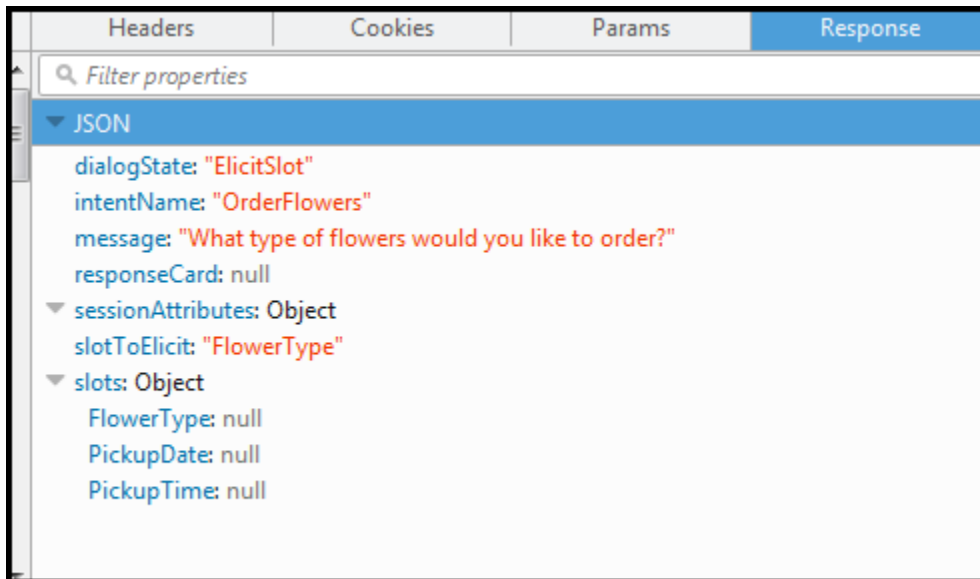 Headers Cookies Params Response
Filter properties
JSON
dialogState: "ElicitSlot"
intentName: "OrderFlowers"
message: "What type of flowers would you like to order?"
responseCard: null
sessionAttributes: Object
slotToElicit: "FlowerType"
slots: Object
FlowerType: null
PickupDate: null
PickupTime: null